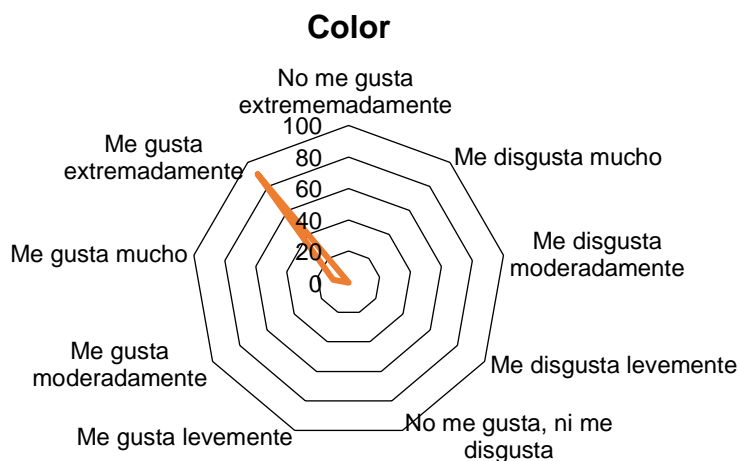 Color
No me gusta
extrememadamente
Me disgusta mucho
Me disgusta
moderadamente
Me disgusta levemente
No me gusta, ni me
disgusta
Me gusta levemente
Me gusta
moderadamente
Me gusta mucho
Me gusta
extremadamente
100
80
60
40
20
0